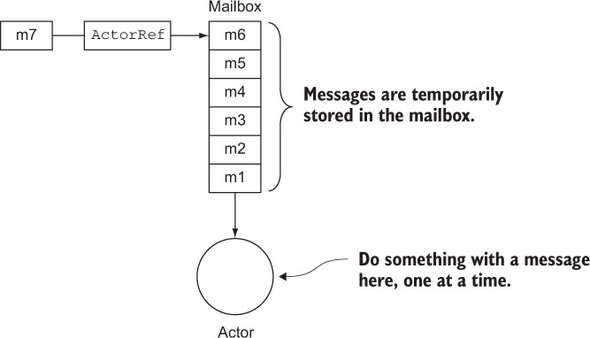 Mailbox
m7
ActorRef
m6
m5
m4
m3
m2
m1
Messages are temporarily
stored in the mailbox.
Do something with a message
here, one at a time.
Actor